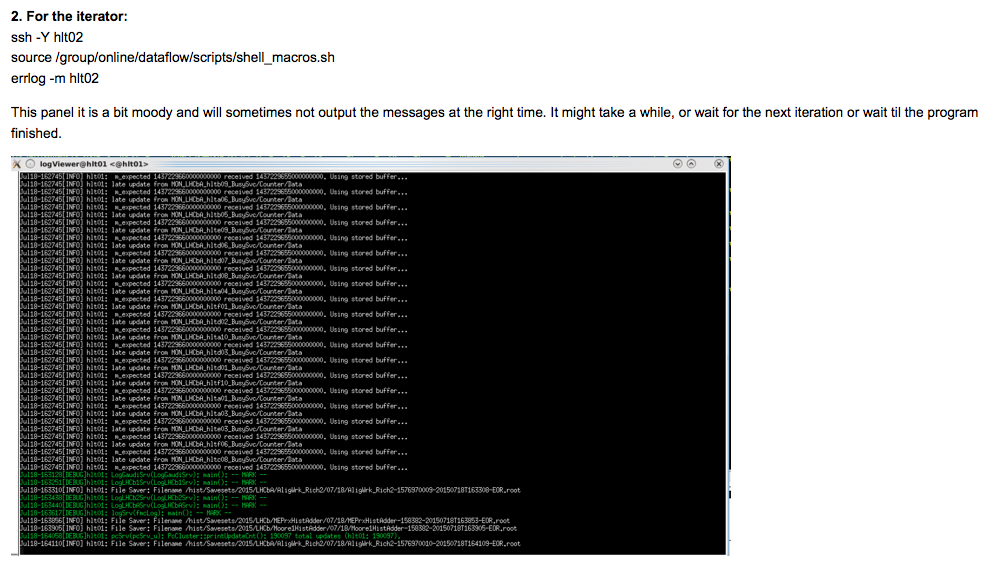 2. For the iterator:
ssh -Y hlt02
source /group/online/dataflow/scripts/shell_macros.sh
errlog -m hlt02
This panel it is a bit moody and will sometimes not output the messages at the right time. It might take a while, or wait for the next iteration or wait til the program
finished.
logViewer@hlt01 <@hlt01>
Jul18-162745[INFO] hlt01: m_expected 1437229660000000000 received 1437229655000000000. Using stored buffer...
Jul18-162745[INFO] hlt01: late update from MON_LHCbA_hltb09_BusySvc/Counter/Data
Jul18-162745[INFO] hlt01: m_expected 1437229660000000000 received 1437229655000000000. Using stored buffer...
Jul18-162745[INFO] hlt01: late update from MON_LHCbA_hlta06_BusySvc/Counter/Data
Jul18-162745[INFO] hlt01: m_expected 1437229660000000000 received 1437229655000000000. Using stored buffer...
Jul18-162745[INFO] hlt01: late update from MON_LHCbA_hltb05_BusySvc/Counter/Data
Jul18-162745[INFO] hlt01: m_expected 1437229660000000000 received 1437229655000000000. Using stored buffer...
Jul18-162745[INFO] hlt01: late update from MON_LHCbA_hlte09_BusySvc/Counter/Data
Jul18-162745[INFO] hlt01: m_expected 1437229660000000000 received 1437229655000000000. Using stored buffer...
Jul18-162745[INFO] hlt01: late update from MON_LHCbA_hltd06_BusySvc/Counter/Data
Jul18-162745[INFO] hlt01: m_expected 1437229660000000000 received 1437229655000000000. Using stored buffer...
Jul18-162745[INFO] hlt01: late update from MON_LHCbA_hltd07_BusySvc/Counter/Data
Jul18-162745[INFO] hlt01: m_expected 1437229660000000000 received 1437229655000000000. Using stored buffer...
Jul18-162745[INFO] hlt01: late update from MON_LHCbA_hltd08_BusySvc/Counter/Data
Jul18-162745[INFO] hlt01: m_expected 1437229660000000000 received 1437229655000000000. Using stored buffer...
Jul18-162745[INFO] hlt01: late update from MON_LHCbA_hlta04_BusySvc/Counter/Data
Jul18-162745[INFO] hlt01: m_expected 1437229660000000000 received 1437229655000000000. Using stored buffer...
Jul18-162745[INFO] hlt01: late update from MON_LHCbA_hltf01_BusySvc/Counter/Data
Jul18-162745[INFO] hlt01: m_expected 1437229660000000000 received 1437229655000000000. Using stored buffer...
Jul18-162745[INFO] hlt01: late update from MON_LHCbA_hltd02_BusySvc/Counter/Data
Jul18-162745[INFO] hlt01: m_expected 1437229660000000000 received 1437229655000000000. Using stored buffer...
Jul18-162745[INFO] hlt01: late update from MON_LHCbA_hlta10_BusySvc/Counter/Data
Jul18-162745[INFO] hlt01: m_expected 1437229660000000000 received 1437229655000000000. Using stored buffer...
Jul18-162745[INFO] hlt01: late update from MON_LHCbA_hltd03_BusySvc/Counter/Data
Jul18-162745[INFO] hlt01: m_expected 1437229660000000000 received 1437229655000000000. Using stored buffer...
Jul18-162745[INFO] hlt01: late update from MON_LHCbA_hltd01_BusySvc/Counter/Data
Jul18-162745[INFO] hlt01: m_expected 1437229660000000000 received 1437229655000000000. Using stored buffer...
Jul18-162745[INFO] hlt01: late update from MON_LHCbA_hltf10_BusySvc/Counter/Data
Jul18-162745[INFO] hlt01: m_expected 1437229660000000000 received 1437229655000000000. Using stored buffer...
Jul18-162745[INFO] hlt01: late update from MON_LHCbA_hlta01_BusySvc/Counter/Data
Jul18-162745[INFO] hlt01: m_expected 1437229660000000000 received 1437229655000000000. Using stored buffer...
Jul18-162745[INFO] hlt01: late update from MON_LHCbA_hlta03_BusySvc/Counter/Data
Jul18-162745[INFO] hlt01: m_expected 1437229660000000000 received 1437229655000000000. Using stored buffer...
Jul18-162745[INFO] hlt01: late update from MON_LHCbA_hlte03_BusySvc/Counter/Data
Jul18-162745[INFO] hlt01: m_expected 1437229660000000000 received 1437229655000000000. Using stored buffer...
Jul18-162745[INFO] hlt01: late update from MON_LHCbA_hltf06_BusySvc/Counter/Data
Jul18-162745[INFO] hlt01: m_expected 1437229660000000000 received 1437229655000000000. Using stored buffer...
Jul18-162745[INFO] hlt01: late update from MON_LHCbA_hltc08_BusySvc/Counter/Data
Jul18-162745[INFO] hlt01: m_expected 1437229660000000000 received 1437229655000000000. Using stored buffer...
Jul18-163128[DEBUG]hlt01: LogGaudiSrv(LogGaudiSrv): main(): -- MARK --
Jul18-163251[DEBUG]hlt01: LogLHCb1Srv(LogLHCb1Srv): main(): -- MARK --
Jul18-163310[INFO] hlt01: File Saver: Filename /hist/Savesets/2015/LHCbA/AligWrk_Rich2/07/18/AligWrk_Rich2-1576970009-20150718T163308-EOR.root
Jul18-163438[DEBUG]hlt01: LogLHCb2Srv(LogLHCb2Srv): main(): -- MARK --
Jul18-163440[DEBUG]hlt01: LogLHCbASrv(LogLHCbASrv): main(): -- MARK --
Jul18-163617[DEBUG]hlt01: logSrv(fmcLog): main(): -- MARK --
Jul18-163856[INFO] hlt01: File Saver: Filename /hist/Savesets/2015/LHCb/MEPrxHistAdder/07/18/MEPrxHistAdder-158382-20150718T163853-EOR.root
Jul18-163905[INFO] hlt01: File Saver: Filename /hist/Savesets/2015/LHCb/Moore1HistAdder/07/18/Moore1HistAdder-158382-20150718T163905-EOR.root
Jul18-164058[DEBUG]hlt01: pcSrv(pcSrv_u): PcCluster::printUpdateCnt(): 190097 total updates (hlt01: 190097).
Jul18-164110[INFO] hlt01: File Saver: Filename /hist/Savesets/2015/LHCbA/AligWrk_Rich2/07/18/AligWrk_Rich2-1576970010-20150718T164109-EOR.root